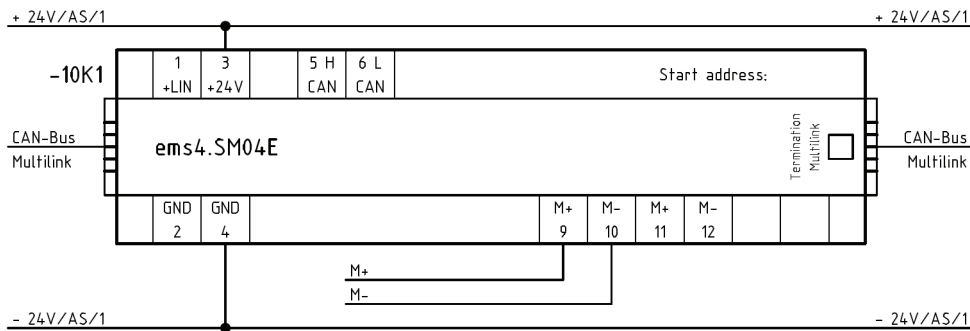 + 24V/AS/1
+ 24V/AS/1
-10K1
1
+LIN
3
+24V
5 H
CAN
6 L
CAN
Start address:
CAN-Bus
Multilink
ems4.SM04E
Termination
Multilink
CAN-Bus
Multilink
GND
2
GND
4
M+
9
M-
10
M+
11
M-
12
M+
M-
- 24V/AS/1
- 24V/AS/1